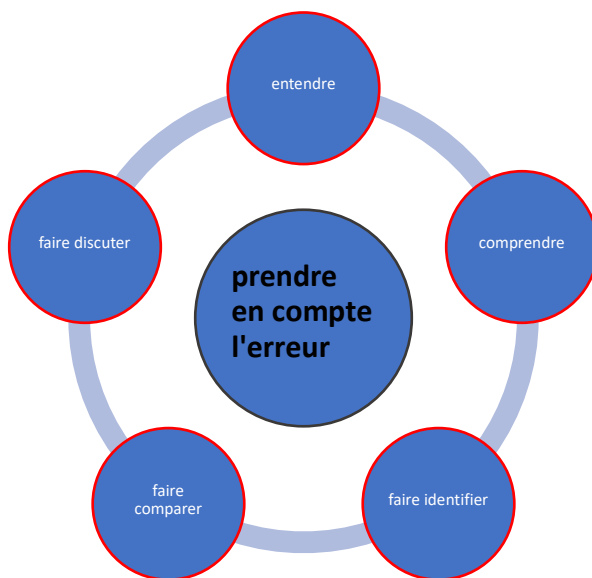 entendre
comprendre
faire identifier
faire
comparer
faire discuter
prendre
en compte
l'erreur